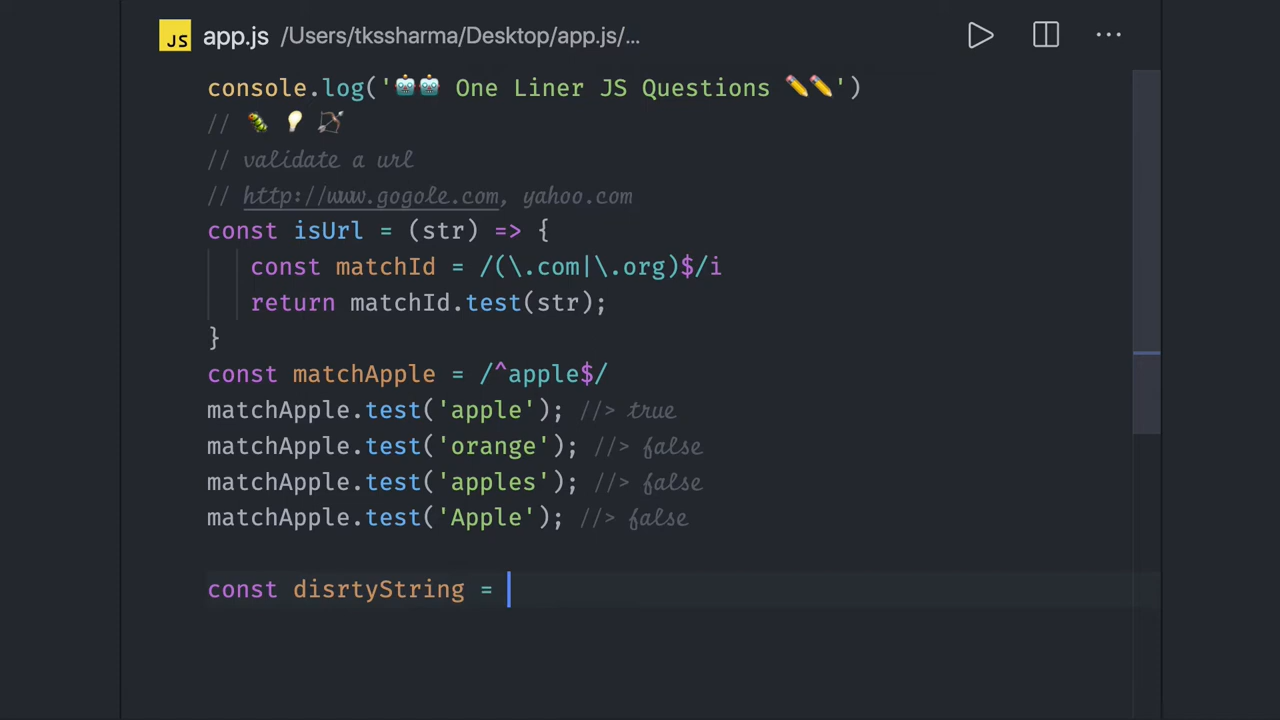 JS app.js /Users/tkssharma/Desktop/app.js/...
console.log('🤖🤖 One Liner JS Questions ✏️✏️')
// 🐛 💡 🏹
// validate a url
// http://www.gogole.com, yahoo.com
const isUrl = (str) => {
const matchId = /(\.com|\.org)$/i
return matchId.test(str);
}
const matchApple = /^apple$/
matchApple.test('apple'); //> true
matchApple.test('orange'); //> false
matchApple.test('apples'); //> false
matchApple.test('Apple'); //> false
const disrtyString =